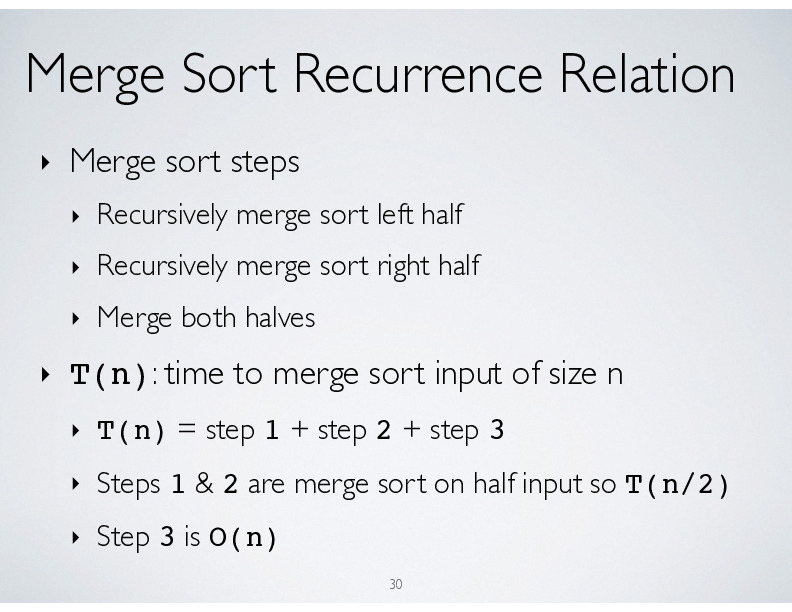 Merge Sort Recurrence Relation
‣ Merge sort steps
‣ Recursively merge sort left half
‣ Recursively merge sort right half
‣ Merge both halves
‣ T(n): time to merge sort input of size n
‣ T(n) = step 1 + step 2 + step 3
‣ Steps 1 & 2 are merge sort on half input so T(n/2)
‣ Step 3 is O(n)
30